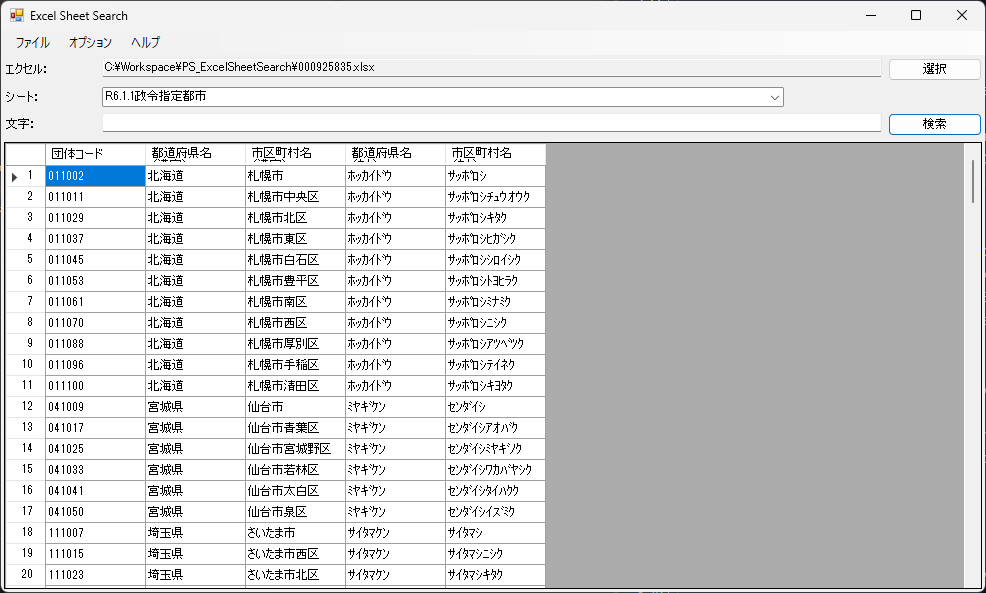 Excel Sheet Search
ファイル オプション ヘルプ
エクセル: C:¥Workspace¥PS_ExcelSheetSearch¥000925835.xlsx 選択
シート: R6.1.1政令指定都市
文字: 検索
団体コード 都道府県名 市区町村名 都道府県名 市区町村名
1 011002 北海道 札幌市 ﾎｯｶｲﾄﾞｳ ｻｯﾎﾟﾛｼ
2 011011 北海道 札幌市中央区 ﾎｯｶｲﾄﾞｳ ｻｯﾎﾟﾛｼﾁｭｳｵｳｸ
3 011029 北海道 札幌市北区 ﾎｯｶｲﾄﾞｳ ｻｯﾎﾟﾛｼｷﾀｸ
4 011037 北海道 札幌市東区 ﾎｯｶｲﾄﾞｳ ｻｯﾎﾟﾛｼﾋｶﾞｼｸ
5 011045 北海道 札幌市白石区 ﾎｯｶｲﾄﾞｳ ｻｯﾎﾟﾛｼｼﾛｲｼｸ
6 011053 北海道 札幌市豊平区 ﾎｯｶｲﾄﾞｳ ｻｯﾎﾟﾛｼﾄﾖﾋﾗｸ
7 011061 北海道 札幌市南区 ﾎｯｶｲﾄﾞｳ ｻｯﾎﾟﾛｼﾐﾅﾐｸ
8 011070 北海道 札幌市西区 ﾎｯｶｲﾄﾞｳ ｻｯﾎﾟﾛｼﾆｼｸ
9 011088 北海道 札幌市厚別区 ﾎｯｶｲﾄﾞｳ ｻｯﾎﾟﾛｼｱﾂﾍﾞﾂｸ
10 011096 北海道 札幌市手稲区 ﾎｯｶｲﾄﾞｳ ｻｯﾎﾟﾛｼﾃｲﾈｸ
11 011100 北海道 札幌市清田区 ﾎｯｶｲﾄﾞｳ ｻｯﾎﾟﾛｼｷﾖﾀｸ
12 041009 宮城県 仙台市 ﾐﾔｷﾞｹﾝ ｾﾝﾀﾞｲｼ
13 041017 宮城県 仙台市青葉区 ﾐﾔｷﾞｹﾝ ｾﾝﾀﾞｲｼｱｵﾊﾞｸ
14 041025 宮城県 仙台市宮城野区 ﾐﾔｷﾞｹﾝ ｾﾝﾀﾞｲｼﾐﾔｷﾞﾉｸ
15 041033 宮城県 仙台市若林区 ﾐﾔｷﾞｹﾝ ｾﾝﾀﾞｲｼﾜｶﾊﾞﾔｼｸ
16 041041 宮城県 仙台市太白区 ﾐﾔｷﾞｹﾝ ｾﾝﾀﾞｲｼﾀｲﾊｸｸ
17 041050 宮城県 仙台市泉区 ﾐﾔｷﾞｹﾝ ｾﾝﾀﾞｲｼｲｽﾞﾐｸ
18 111007 埼玉県 さいたま市 ｻｲﾀﾏｹﾝ ｻｲﾀﾏｼ
19 111015 埼玉県 さいたま市西区 ｻｲﾀﾏｹﾝ ｻｲﾀﾏｼﾆｼｸ
20 111023 埼玉県 さいたま市北区 ｻｲﾀﾏｹﾝ ｻｲﾀﾏｼｷﾀｸ